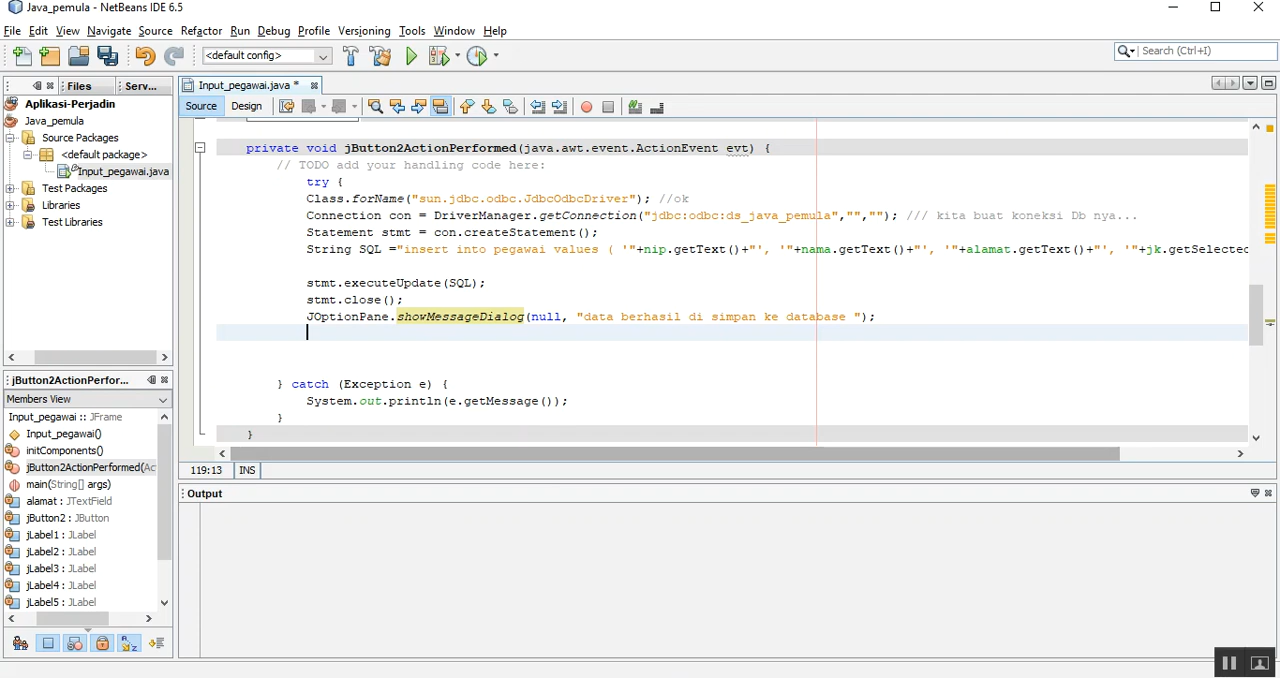 Java_pemula - NetBeans IDE 6.5
File Edit View Navigate Source Refactor Run Debug Profile Versioning Tools Window Help
<default config>
Search (Ctrl+I)
Files Serv...
Input_pegawai.java *
Aplikasi-Perjadin
Java_pemula
Source Packages
<default package>
Input_pegawai.java
Test Packages
Libraries
Test Libraries
Source Design
private void jButton2ActionPerformed(java.awt.event.ActionEvent evt) {
// TODO add your handling code here:
try {
Class.forName("sun.jdbc.odbc.JdbcOdbcDriver"); //ok
Connection con = DriverManager.getConnection("jdbc:odbc:ds_java_pemula","",""); /// kita buat koneksi Db nya...
Statement stmt = con.createStatement();
String SQL ="insert into pegawai values ( '"+nip.getText()+"', '"+nama.getText()+"', '"+alamat.getText()+"', '"+jk.getSelected
stmt.executeUpdate(SQL);
stmt.close();
JOptionPane.showMessageDialog(null, "data berhasil di simpan ke database ");
} catch (Exception e) {
System.out.println(e.getMessage());
}
}
119:13 INS
jButton2ActionPerfor...
Members View
Input_pegawai :: JFrame
Input_pegawai()
initComponents()
jButton2ActionPerformed(Ac
main(String[] args)
alamat : JTextField
jButton2 : JButton
jLabel1 : JLabel
jLabel2 : JLabel
jLabel3 : JLabel
jLabel4 : JLabel
jLabel5 : JLabel
Output